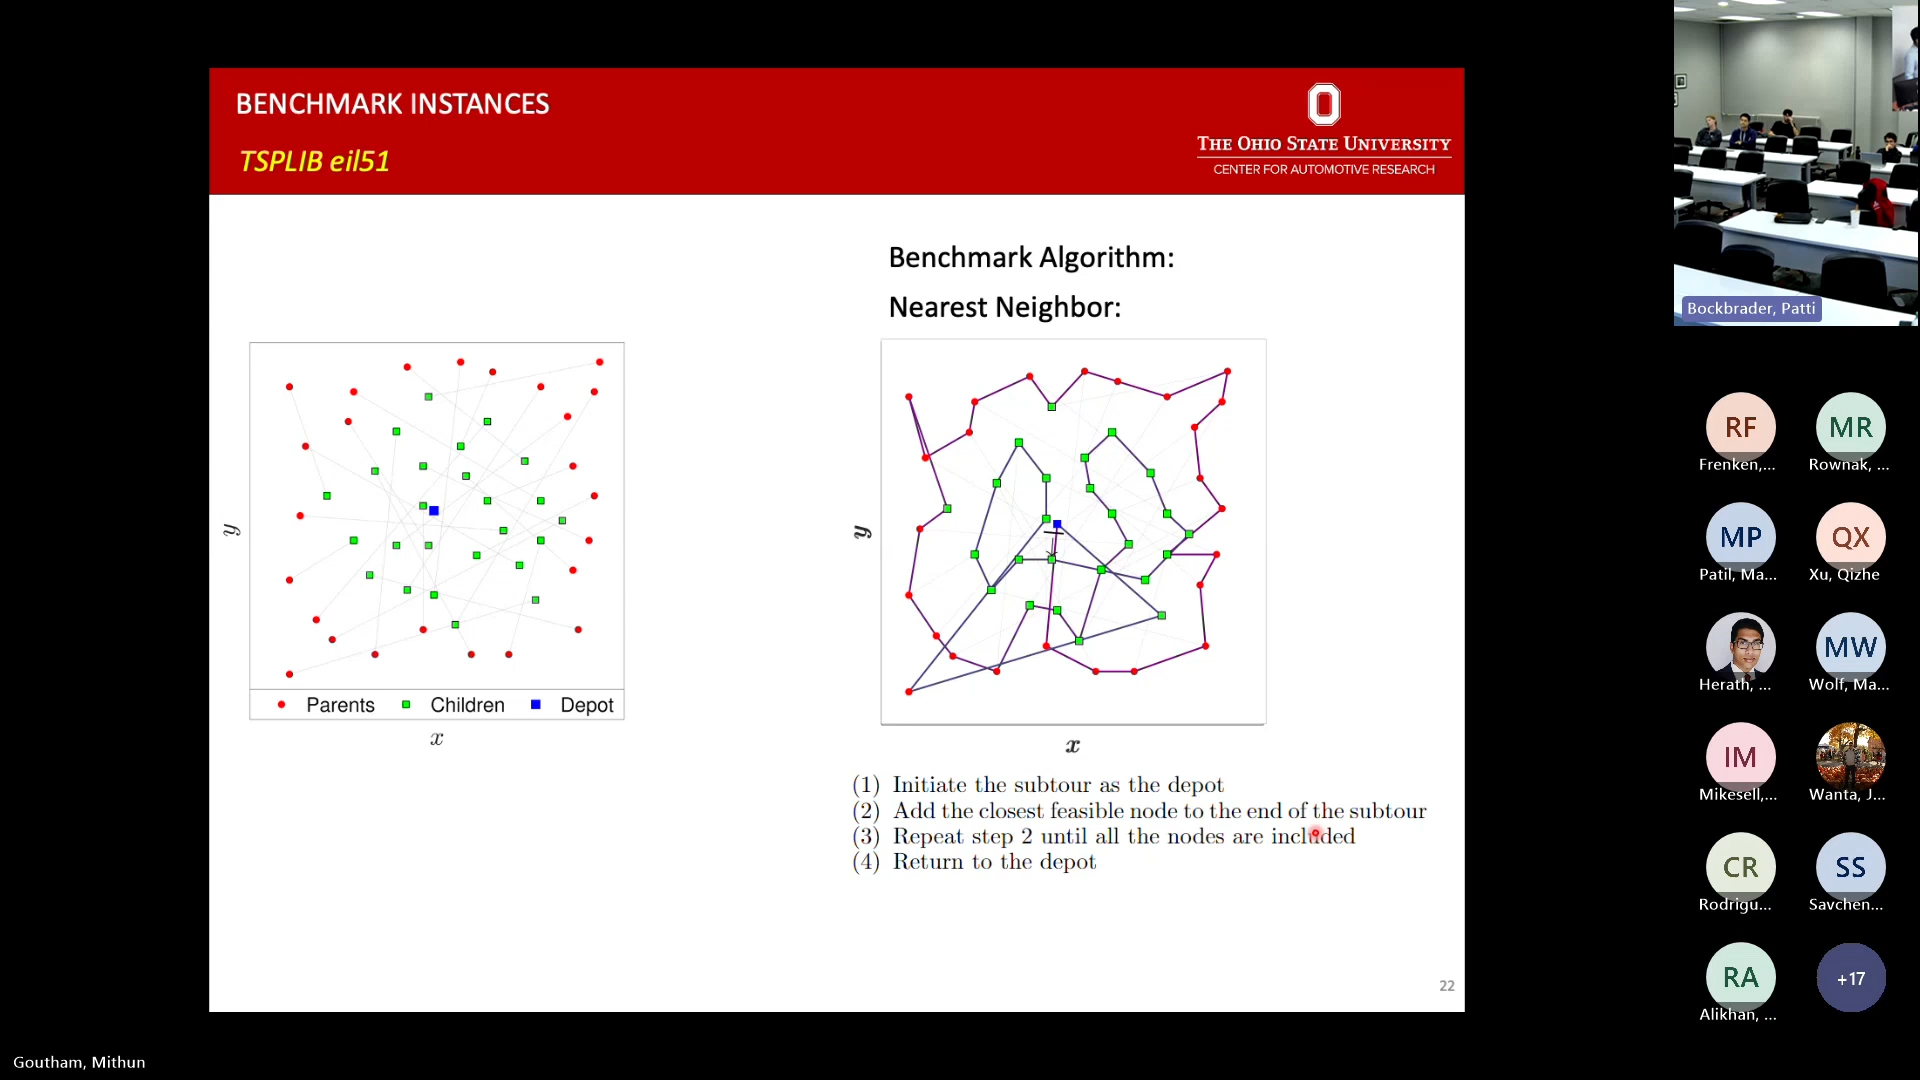 BENCHMARK INSTANCES
TSPLIB eil51
THE OHIO STATE UNIVERSITY
CENTER FOR AUTOMOTIVE RESEARCH
Benchmark Algorithm:
Nearest Neighbor:
y
Parents Children Depot
x
y
x
(1) Initiate the subtour as the depot
(2) Add the closest feasible node to the end of the subtour
(3) Repeat step 2 until all the nodes are included
(4) Return to the depot
22
Goutham, Mithun
Bockbrader, Patti
RF MR
Frenken,... Rownak, ...
MP QX
Patil, Ma... Xu, Qizhe
MW
Herath, ... Wolf, Ma...
IM
Mikesell,... Wanta, J...
CR SS
Rodrigu... Savchen...
RA +17
Alikhan, ...